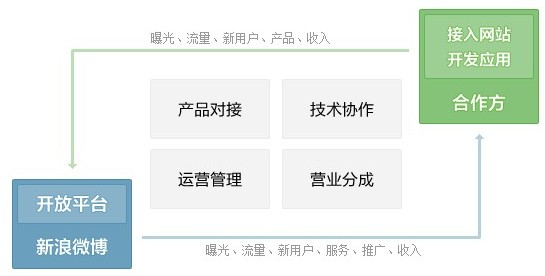 曝光、流量、新用户、产品、收入
接入网站
开发应用
合作方
产品对接
技术协作
运营管理
营业分成
开放平台
新浪微博
曝光、流量、新用户、服务、推广、收入